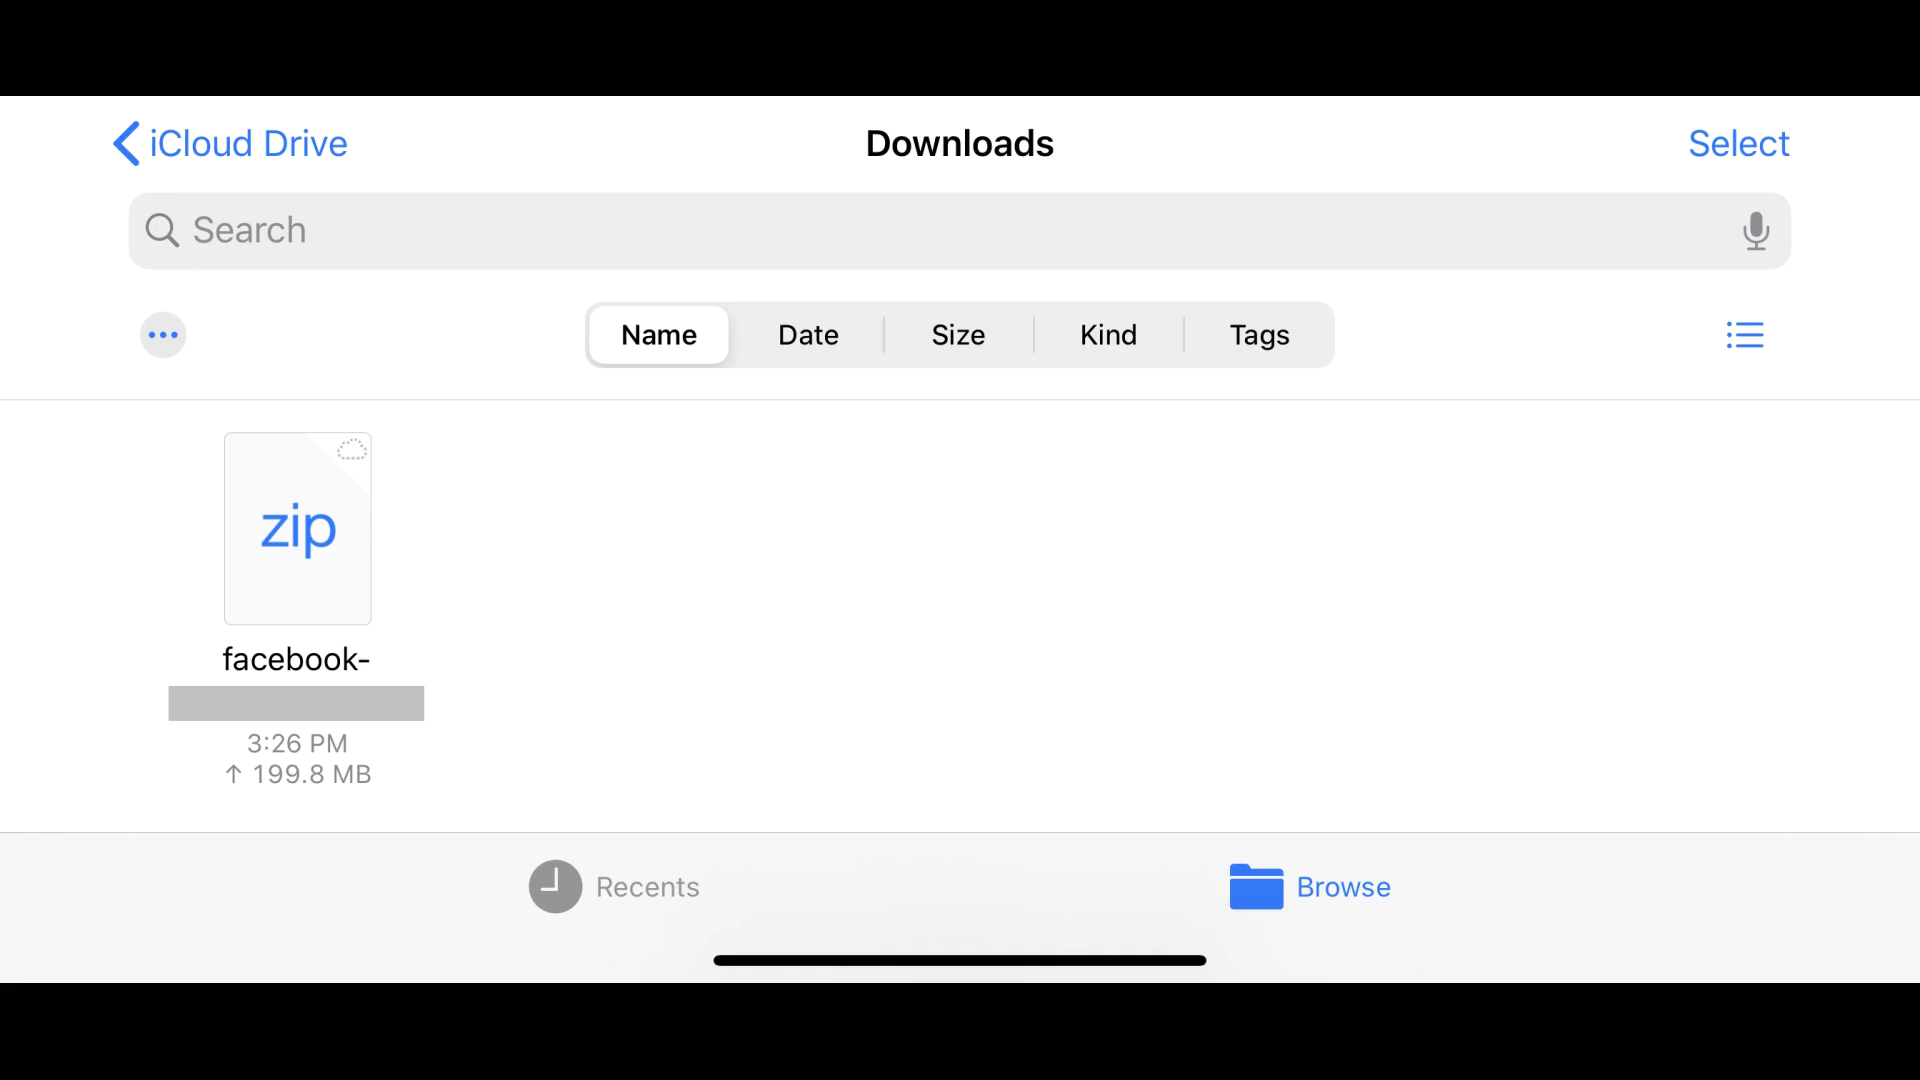 iCloud Drive
Downloads
Select
Search
Name
Date
Size
Kind
Tags
zip
facebook-
3:26 PM
↑ 199.8 MB
Recents
Browse